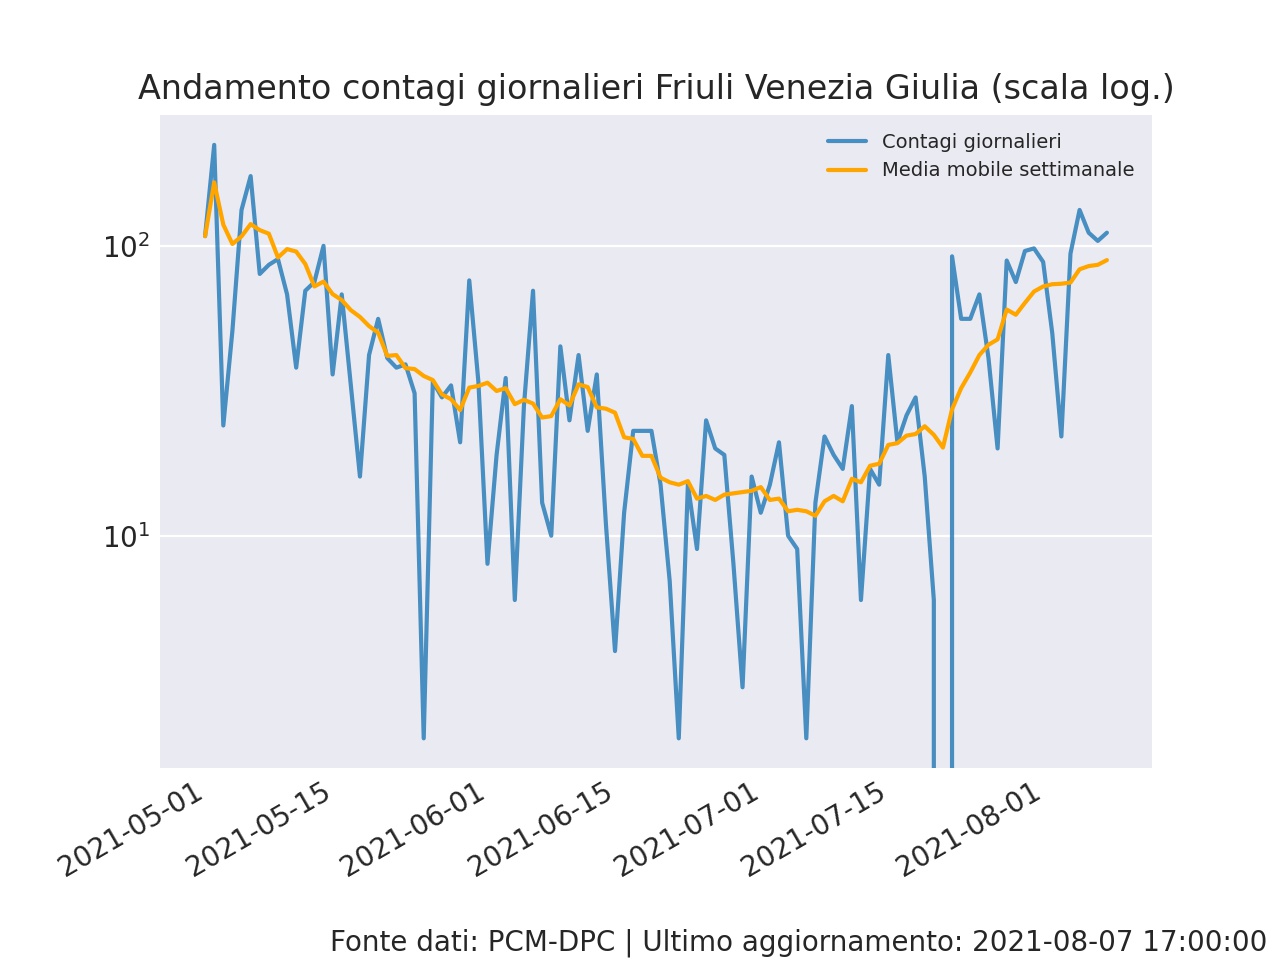 Andamento contagi giornalieri Friuli Venezia Giulia (scala log.)
Contagi giornalieri
Media mobile settimanale
10²
10¹
2021-05-01
2021-05-15
2021-06-01
2021-06-15
2021-07-01
2021-07-15
2021-08-01
Fonte dati: PCM-DPC | Ultimo aggiornamento: 2021-08-07 17:00:00